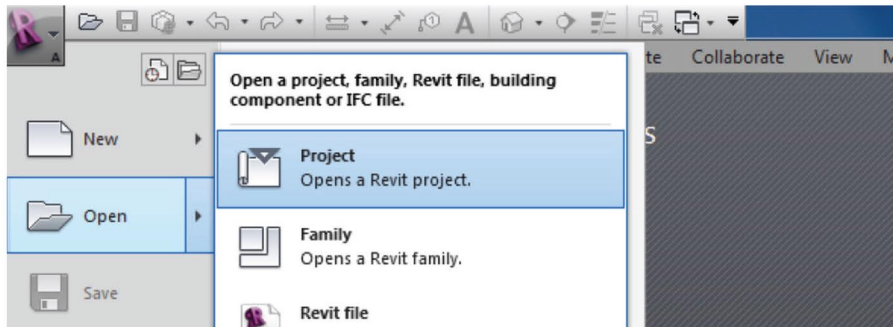 A
A
te Collaborate View M
Open a project, family, Revit file, building
component or IFC file.
New
Project
Opens a Revit project.
S
Open
Family
Opens a Revit family.
Save
Revit file